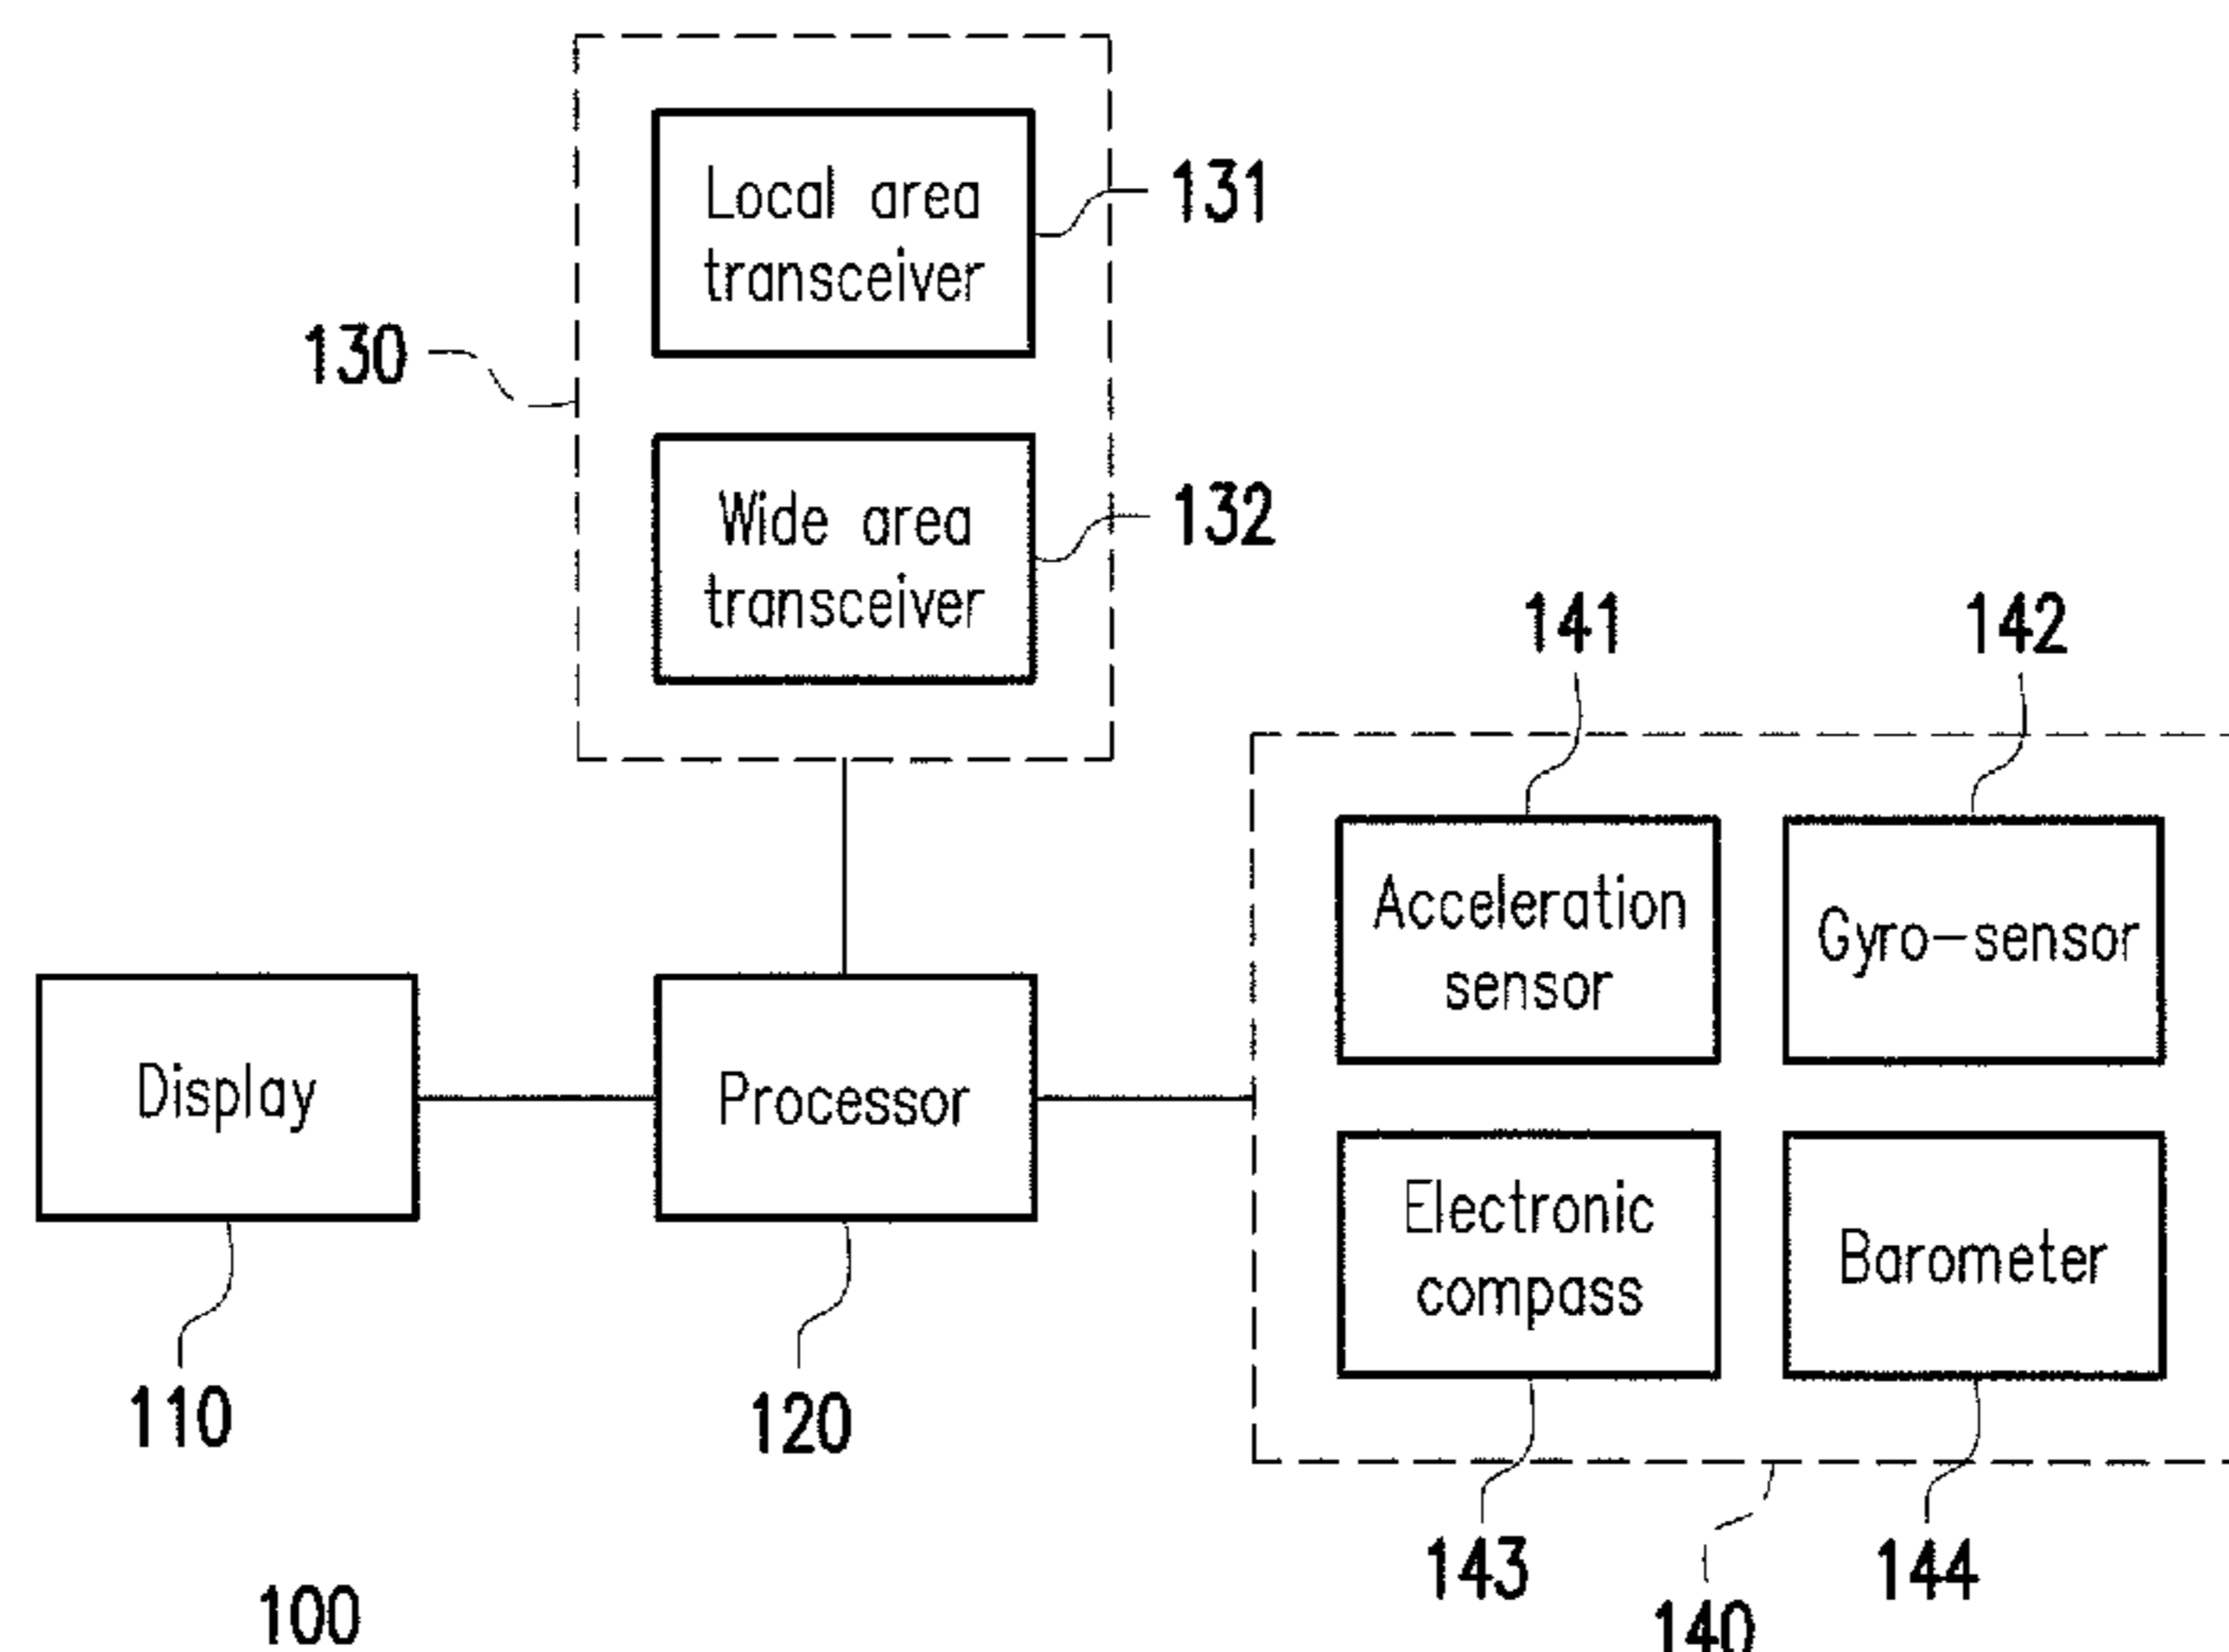 Local area
transceiver
131
130
Wide area
transceiver
132
141
142
Acceleration
sensor
Gyro-sensor
Display
Processor
Electronic
compass
Barometer
110
120
143
144
140
100